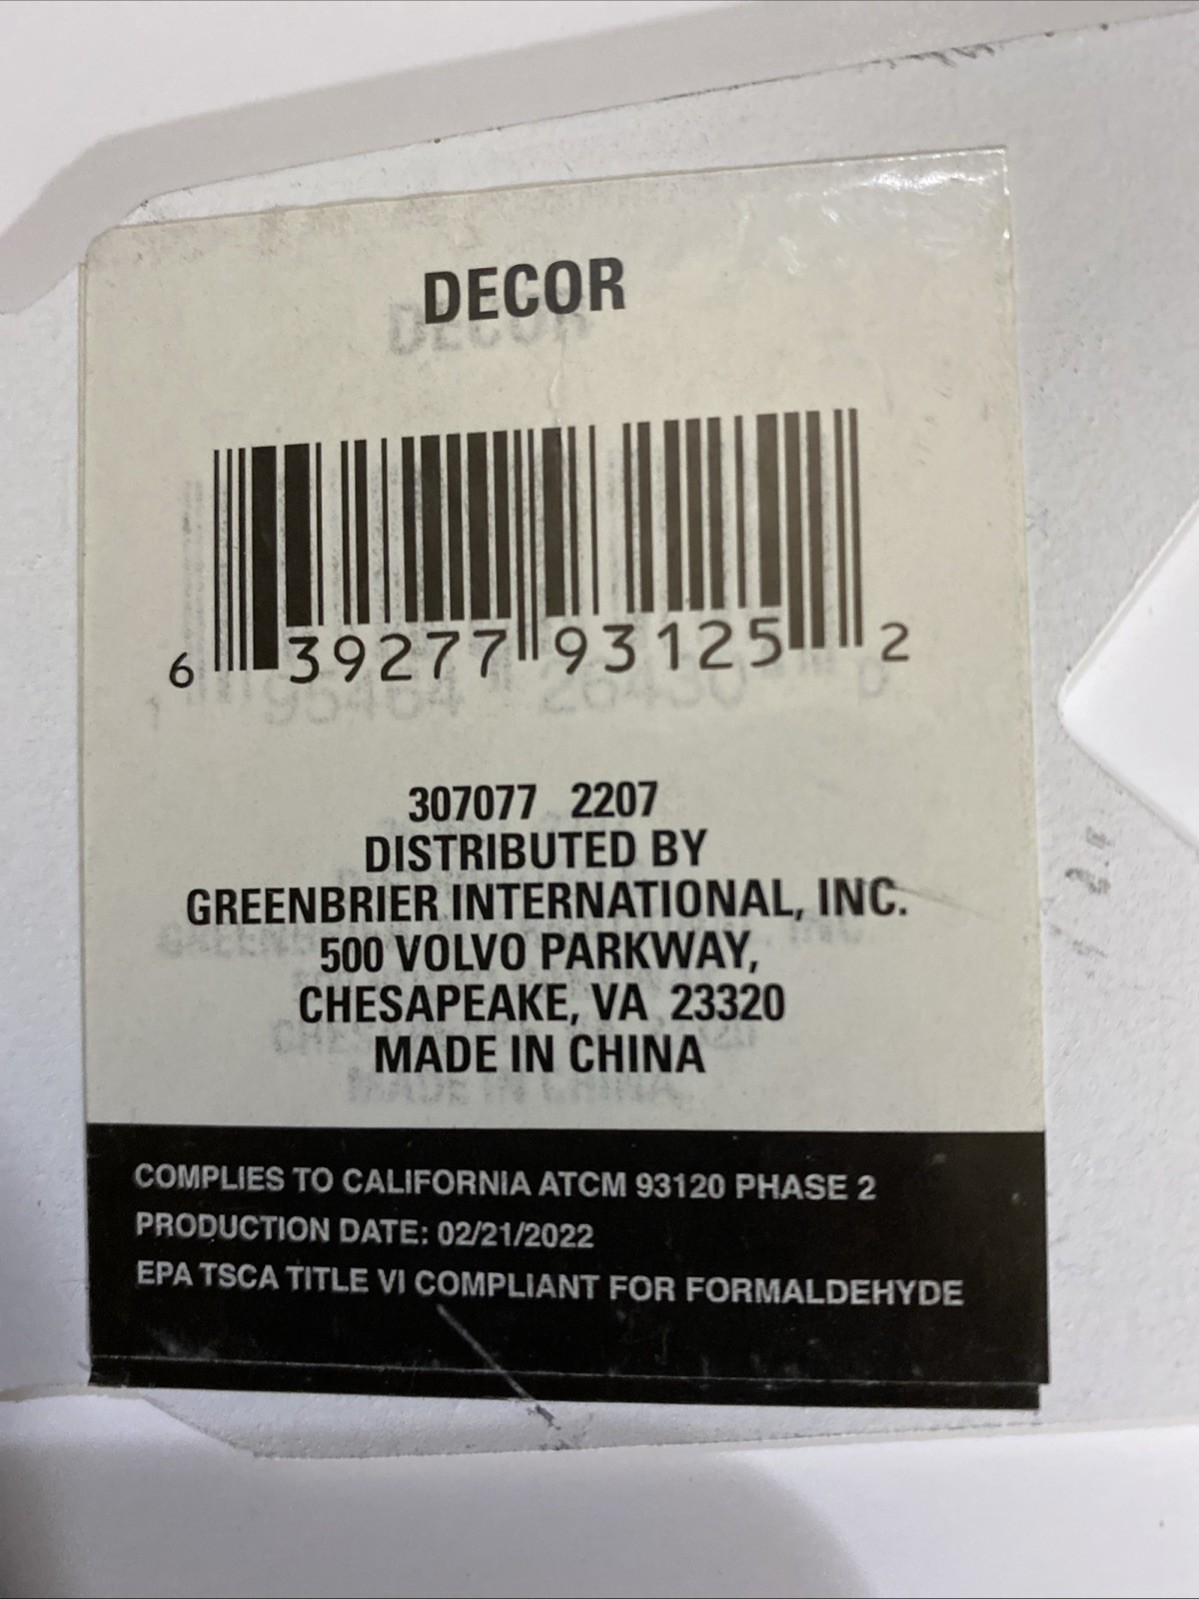 DECOR
6 39277 93125 2
307077 2207
DISTRIBUTED BY
GREENBRIER INTERNATIONAL, INC.
500 VOLVO PARKWAY,
CHESAPEAKE, VA 23320
MADE IN CHINA
COMPLIES TO CALIFORNIA ATCM 93120 PHASE 2
PRODUCTION DATE: 02/21/2022
EPA TSCA TITLE VI COMPLIANT FOR FORMALDEHYDE